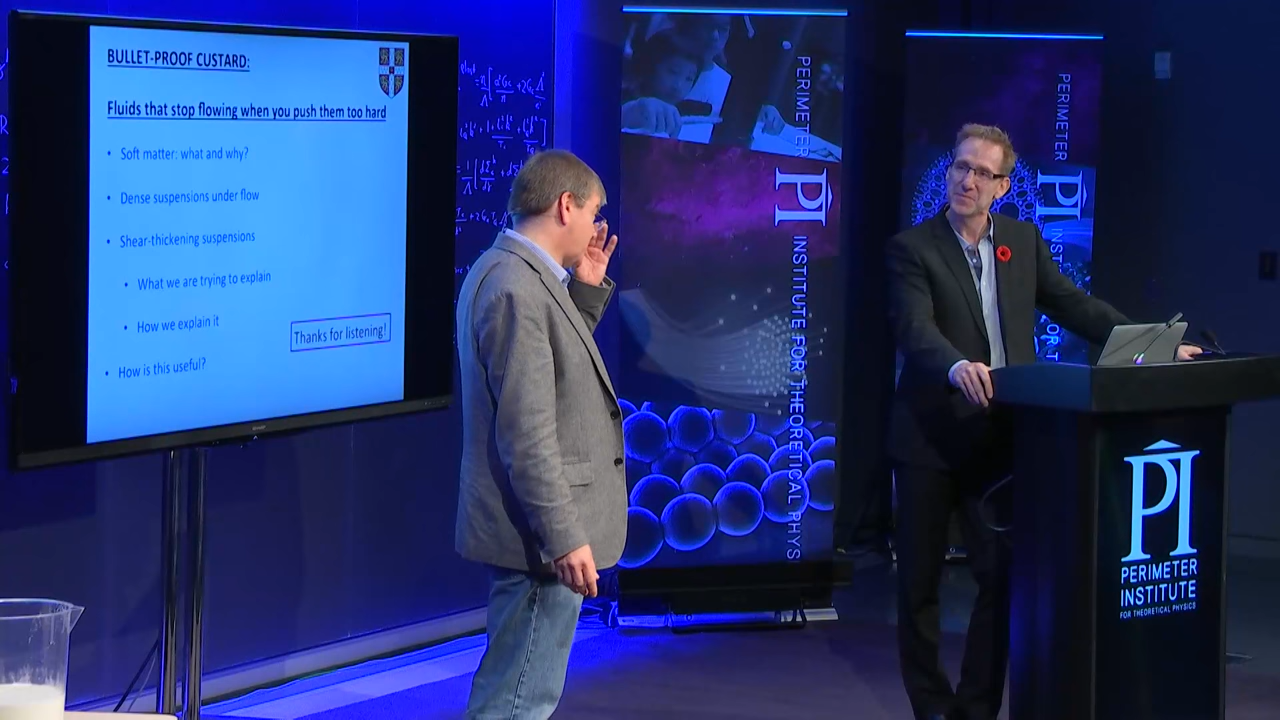 BULLET-PROOF CUSTARD:
Fluids that stop flowing when you push them too hard
• Soft matter: what and why?
• Dense suspensions under flow
• Shear-thickening suspensions
• What we are trying to explain
• How we explain it
Thanks for listening!
• How is this useful?
PERIMETER
PI
INSTITUTE FOR THEORETICAL PHYS
PERIMETER
PI
PI
PERIMETER
INSTITUTE
FOR THEORETICAL PHYSICS